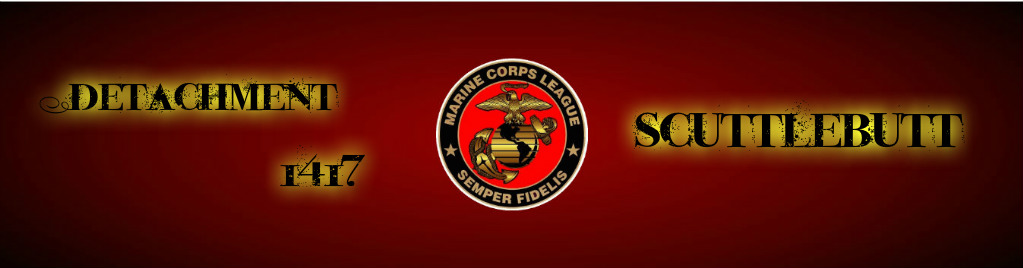 DETACHMENT
1417
MARINE CORPS LEAGUE
SEMPER FIDELIS
SCUTTLEBUTT